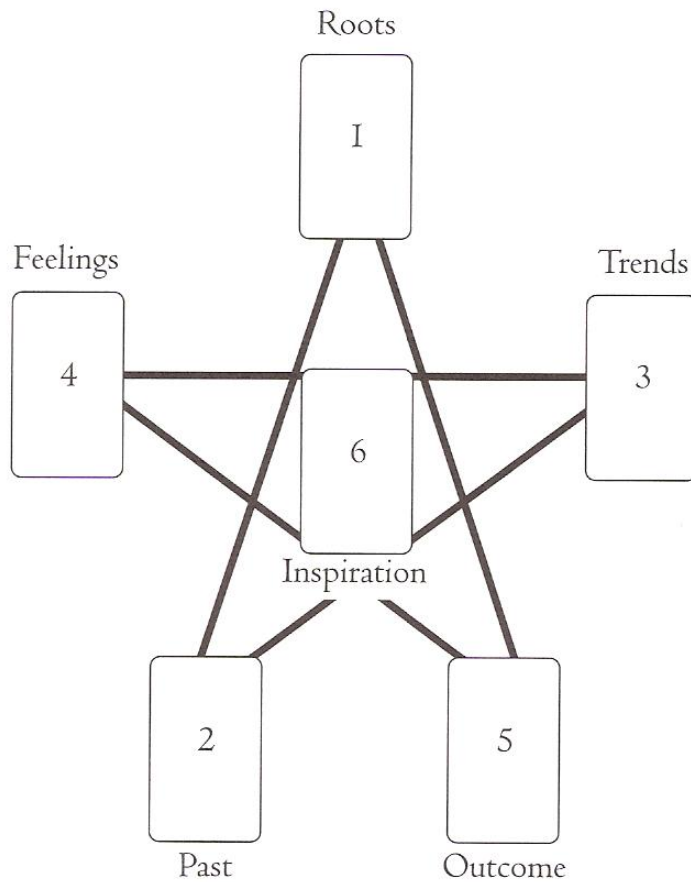 Roots
1
Feelings
Trends
4
3
6
Inspiration
2
5
Past
Outcome